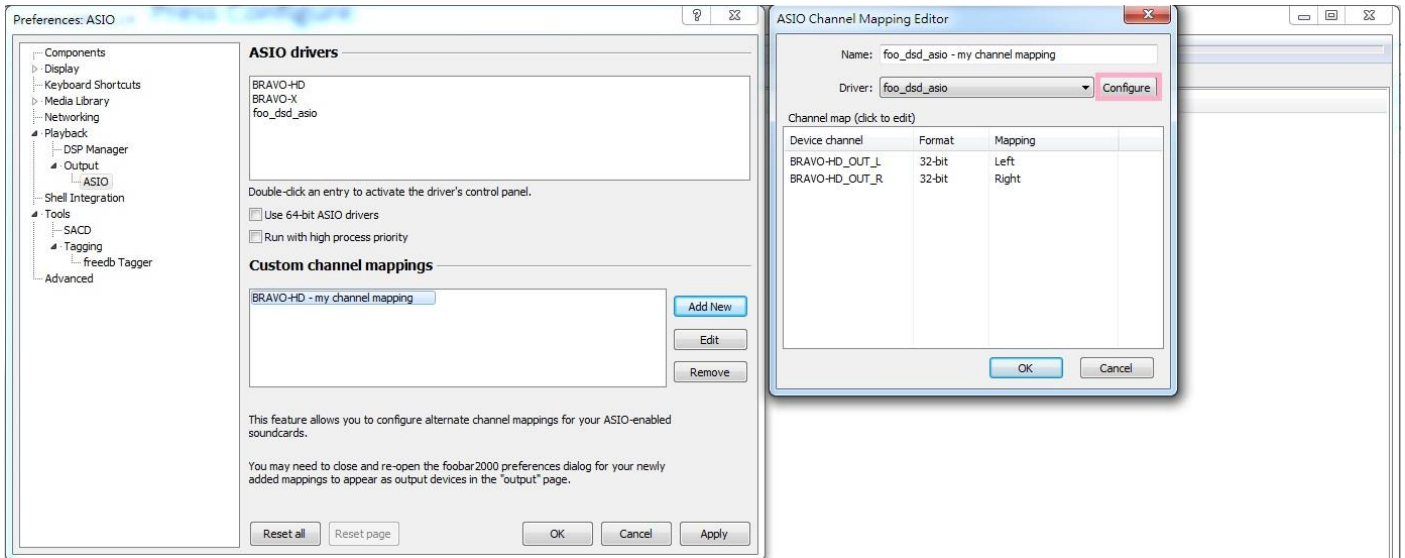 Press Configure
Preferences: ASIO
Components
Display
Keyboard Shortcuts
Media Library
Networking
Playback
DSP Manager
Output
ASIO
Shell Integration
Tools
SACD
Tagging
freedb Tagger
Advanced
ASIO drivers
BRAVO-HD
BRAVO-X
foo_dsd_asio
Double-click an entry to activate the driver's control panel.
Use 64-bit ASIO drivers
Run with high process priority
Custom channel mappings
BRAVO-HD - my channel mapping
Add New
Edit
Remove
This feature allows you to configure alternate channel mappings for your ASIO-enabled
soundcards.
You may need to close and re-open the foobar2000 preferences dialog for your newly
added mappings to appear as output devices in the "output" page.
Reset all Reset page OK Cancel Apply
ASIO Channel Mapping Editor
Name: foo_dsd_asio - my channel mapping
Driver: foo_dsd_asio Configure
Channel map (click to edit)
Device channel Format Mapping
BRAVO-HD_OUT_L 32-bit Left
BRAVO-HD_OUT_R 32-bit Right
OK Cancel